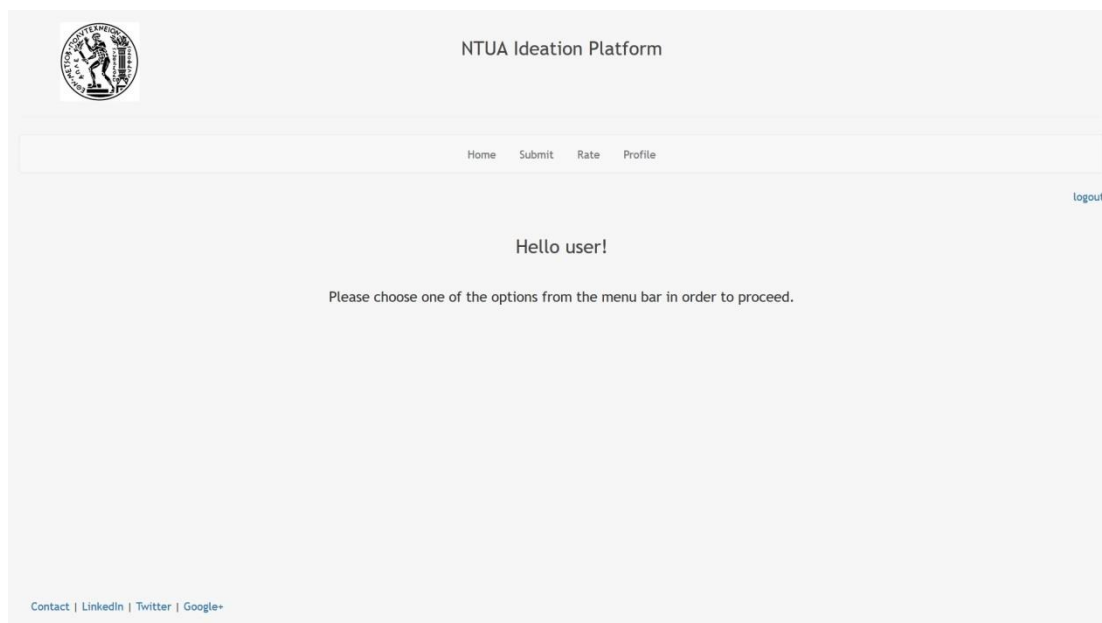 NTUA Ideation Platform
Home Submit Rate Profile
logout
Hello user!
Please choose one of the options from the menu bar in order to proceed.
Contact | LinkedIn | Twitter | Google+